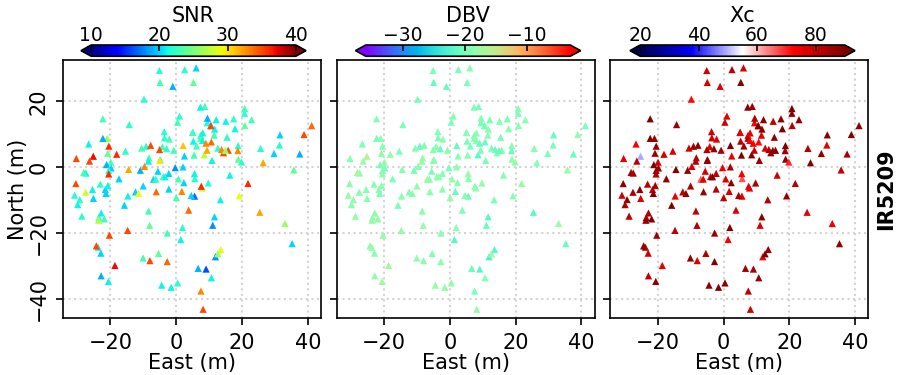 SNR DBV Xc
10 20 30 40 −30 −20 −10 20 40 60 80
20
0
−20
−40
North (m)
IR5209
−20 0 20 40 −20 0 20 40 −20 0 20 40
East (m) East (m) East (m)